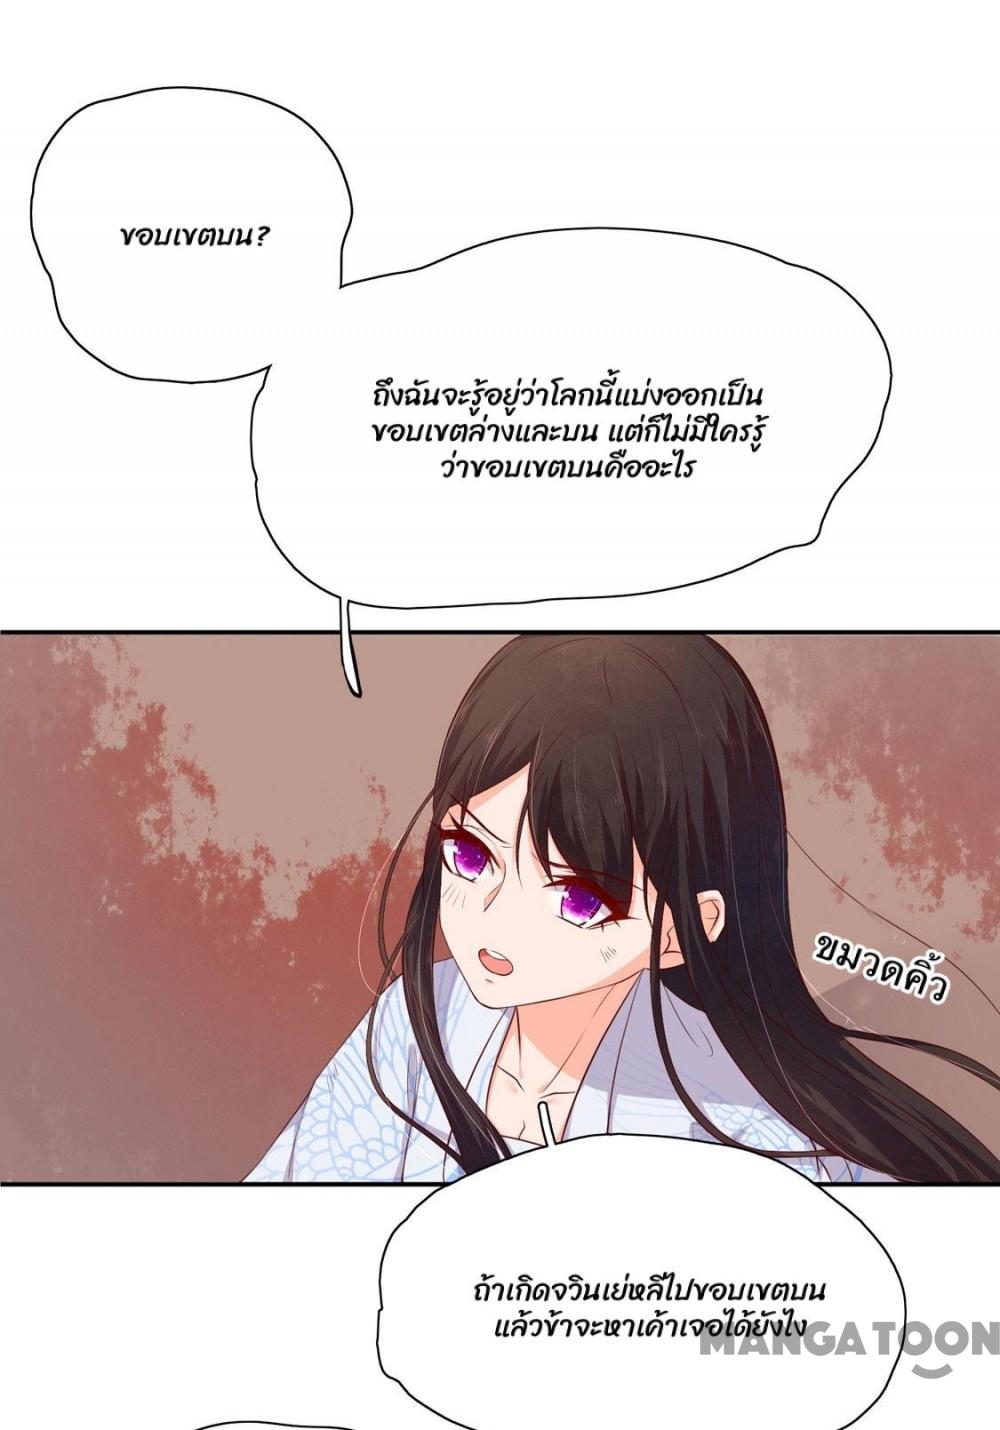 ขอบเขตบน?
ถึงฉันจะรู้อยู่ว่าโลกนี้แบ่งออกเป็น
ขอบเขตล่างและบน แต่ก็ไม่มีใครรู้
ว่าขอบเขตบนคืออะไร
ขมวดคิ้ว
ถ้าเกิดจวินเย่หลีไปขอบเขตบน
แล้วข้าจะหาเค้าเจอได้ยังไง
MANGATOON